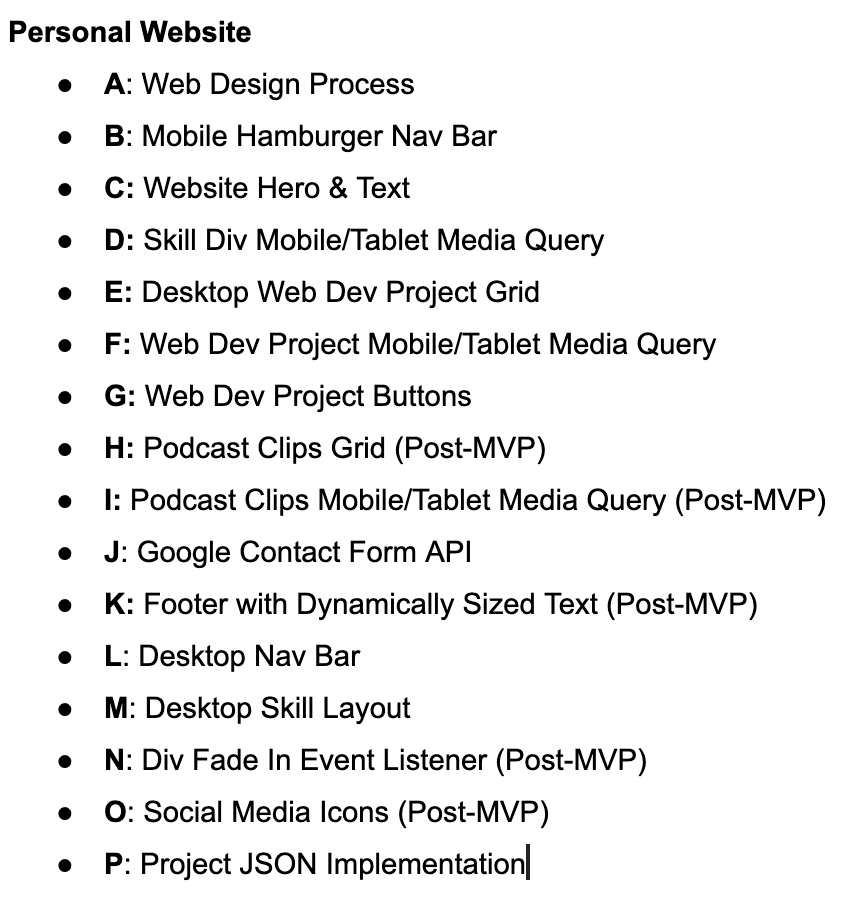 Personal Website
● A: Web Design Process
● B: Mobile Hamburger Nav Bar
● C: Website Hero & Text
● D: Skill Div Mobile/Tablet Media Query
● E: Desktop Web Dev Project Grid
● F: Web Dev Project Mobile/Tablet Media Query
● G: Web Dev Project Buttons
● H: Podcast Clips Grid (Post-MVP)
● I: Podcast Clips Mobile/Tablet Media Query (Post-MVP)
● J: Google Contact Form API
● K: Footer with Dynamically Sized Text (Post-MVP)
● L: Desktop Nav Bar
● M: Desktop Skill Layout
● N: Div Fade In Event Listener (Post-MVP)
● O: Social Media Icons (Post-MVP)
● P: Project JSON Implementation